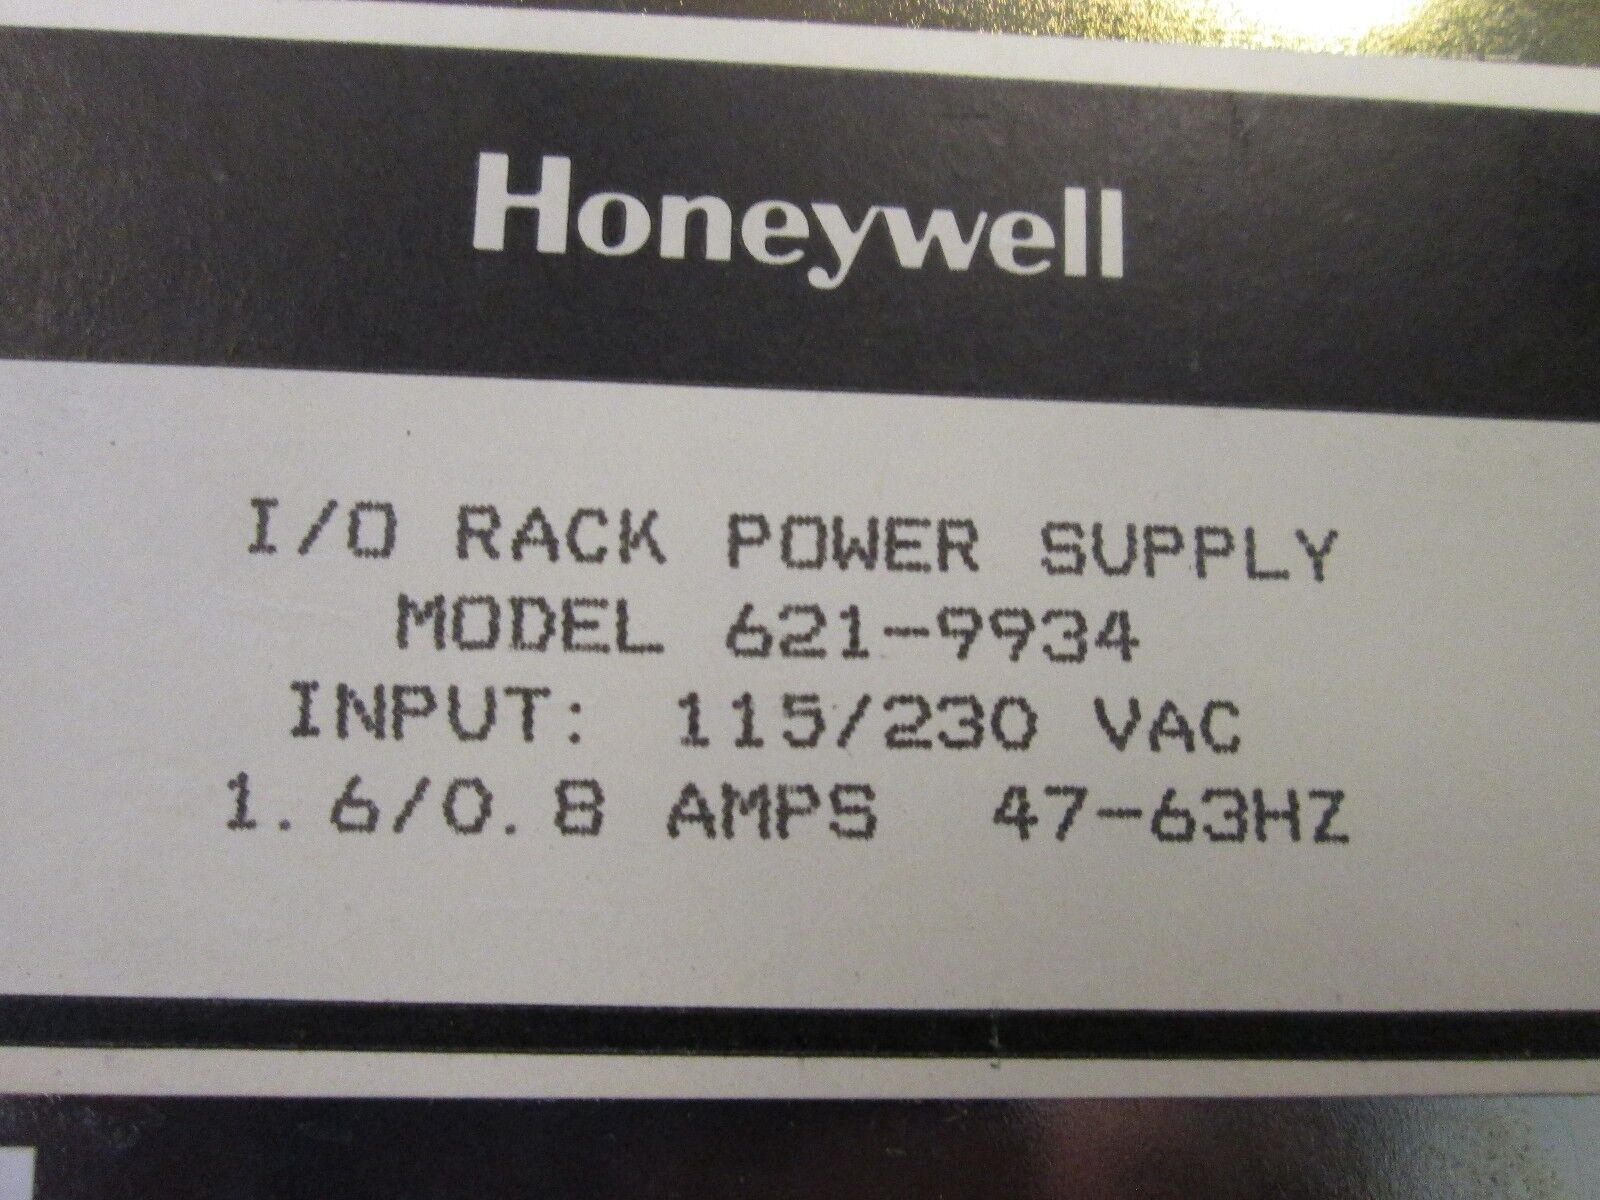 Honeywell
I/O RACK POWER SUPPLY
MODEL 621-9934
INPUT: 115/230 VAC
1.6/0.8 AMPS 47-63HZ